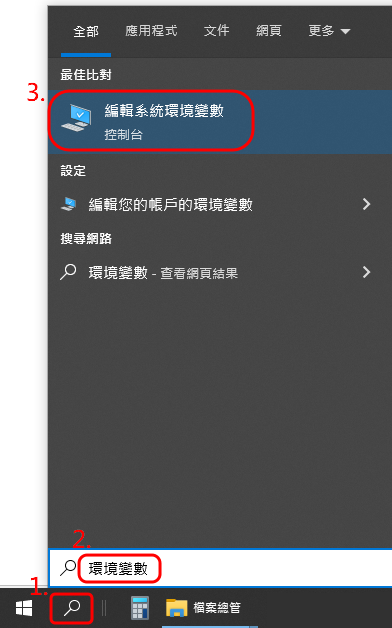 全部 應用程式 文件 網頁 更多
最佳比對
3.
編輯系統環境變數
控制台
設定
編輯您的帳戶的環境變數
搜尋網路
環境變數 - 查看網頁結果
2.
環境變數
1.
檔案總管